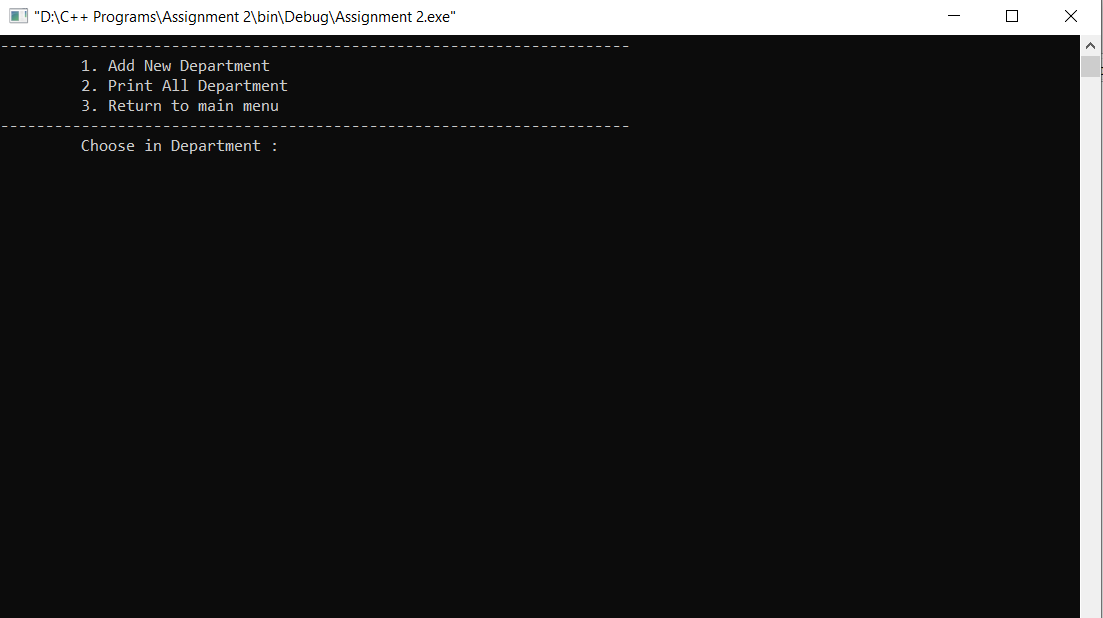 "D:\C++ Programs\Assignment 2\bin\Debug\Assignment 2.exe"
----------------------------------------------------------------------
1. Add New Department
2. Print All Department
3. Return to main menu
----------------------------------------------------------------------
Choose in Department :